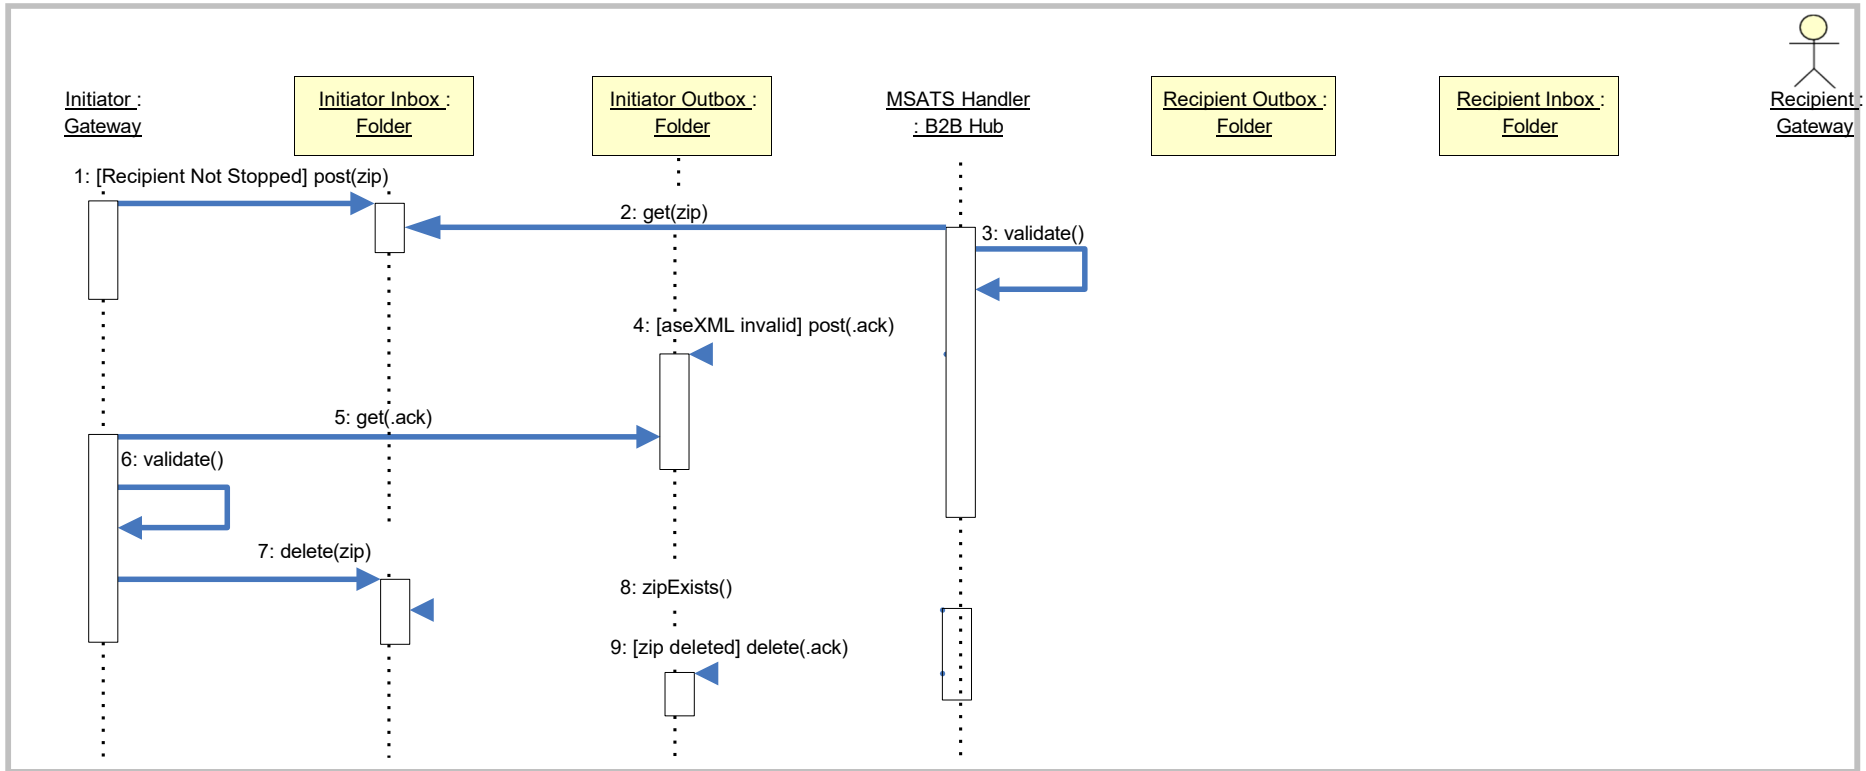 Initiator :
Gateway
Initiator Inbox :
Folder
Initiator Outbox :
Folder
MSATS Handler
: B2B Hub
Recipient Outbox :
Folder
Recipient Inbox :
Folder
Recipient :
Gateway
1: [Recipient Not Stopped] post(zip)
2: get(zip)
3: validate()
4: [aseXML invalid] post(.ack)
5: get(.ack)
6: validate()
7: delete(zip)
8: zipExists()
9: [zip deleted] delete(.ack)